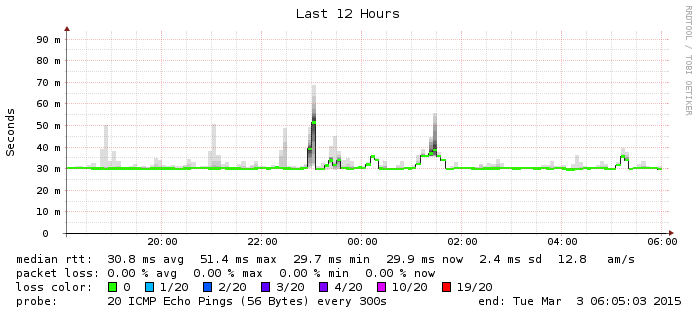 Last 12 Hours
RRDTOOL / TOBI OETIKER
Seconds
90 m
80 m
70 m
60 m
50 m
40 m
30 m
20 m
10 m
0
20:00 22:00 00:00 02:00 04:00 06:00
median rtt: 30.8 ms avg 51.4 ms max 29.7 ms min 29.9 ms now 2.4 ms sd 12.8 am/s
packet loss: 0.00 % avg 0.00 % max 0.00 % min 0.00 % now
loss color: 0 1/20 2/20 3/20 4/20 10/20 19/20
probe: 20 ICMP Echo Pings (56 Bytes) every 300s end: Tue Mar 3 06:05:03 2015